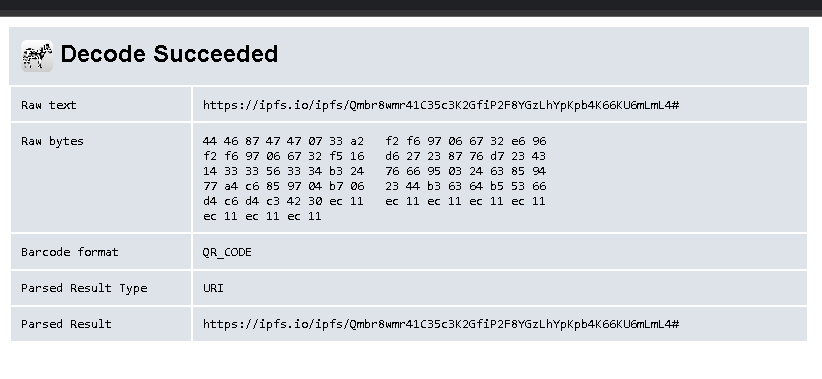 Decode Succeeded
Raw text https://ipfs.io/ipfs/Qmbr8wmr41C35c3K2GfiP2F8YGzLhYpKpb4K66KU6mLmL4#
Raw bytes 44 46 87 47 47 07 33 a2 f2 f6 97 06 67 32 e6 96
f2 f6 97 06 67 32 f5 16 d6 27 23 87 76 d7 23 43
14 33 33 56 33 34 b3 24 76 66 95 03 24 63 85 94
77 a4 c6 85 97 04 b7 06 23 44 b3 63 64 b5 53 66
d4 c6 d4 c3 42 30 ec 11 ec 11 ec 11 ec 11 ec 11
ec 11 ec 11 ec 11
Barcode format QR_CODE
Parsed Result Type URI
Parsed Result https://ipfs.io/ipfs/Qmbr8wmr41C35c3K2GfiP2F8YGzLhYpKpb4K66KU6mLmL4#